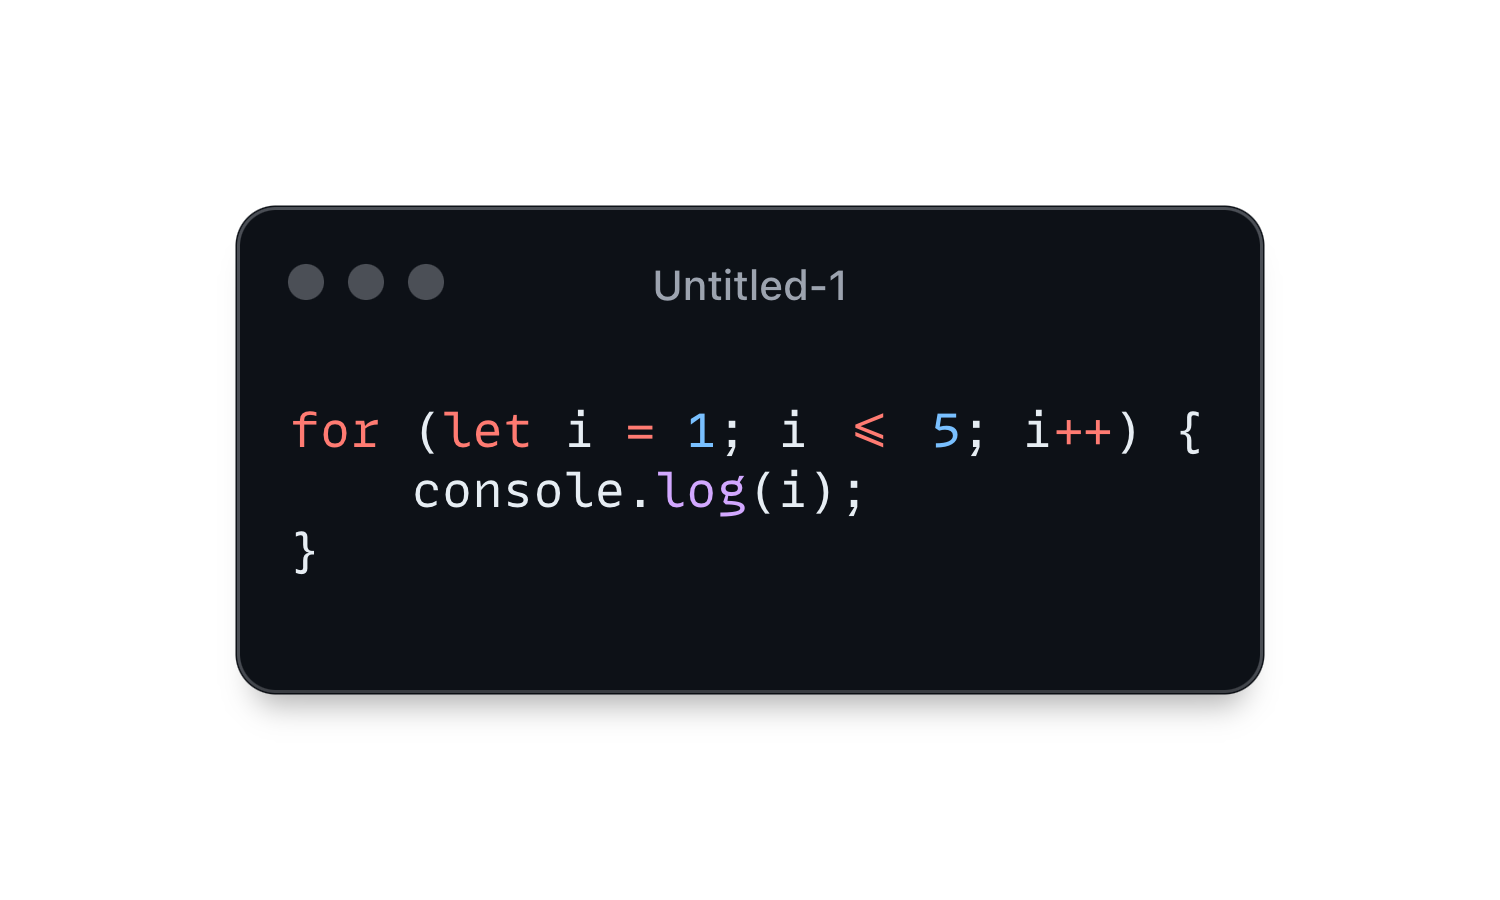 Untitled-1
for (let i = 1; i <= 5; i++) {
    console.log(i);
}